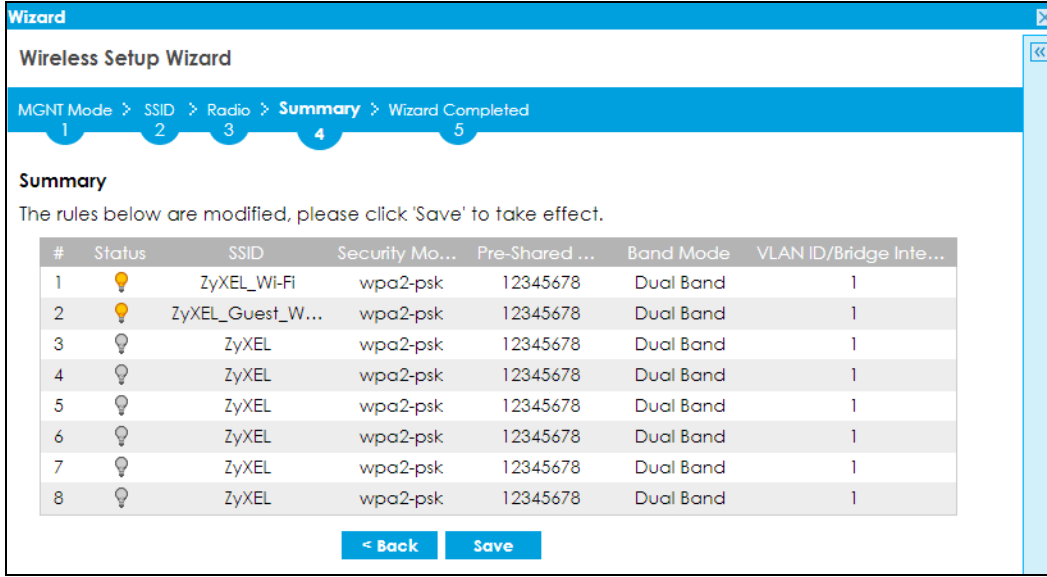 Wizard
Wireless Setup Wizard
MGNT Mode > SSID > Radio > Summary > Wizard Completed
1 2 3 4 5
Summary
The rules below are modified, please click 'Save' to take effect.
# Status SSID Security Mo... Pre-Shared ... Band Mode VLAN ID/Bridge Inte...
1 ZyXEL_Wi-Fi wpa2-psk 12345678 Dual Band 1
2 ZyXEL_Guest_W... wpa2-psk 12345678 Dual Band 1
3 ZyXEL wpa2-psk 12345678 Dual Band 1
4 ZyXEL wpa2-psk 12345678 Dual Band 1
5 ZyXEL wpa2-psk 12345678 Dual Band 1
6 ZyXEL wpa2-psk 12345678 Dual Band 1
7 ZyXEL wpa2-psk 12345678 Dual Band 1
8 ZyXEL wpa2-psk 12345678 Dual Band 1
< Back Save